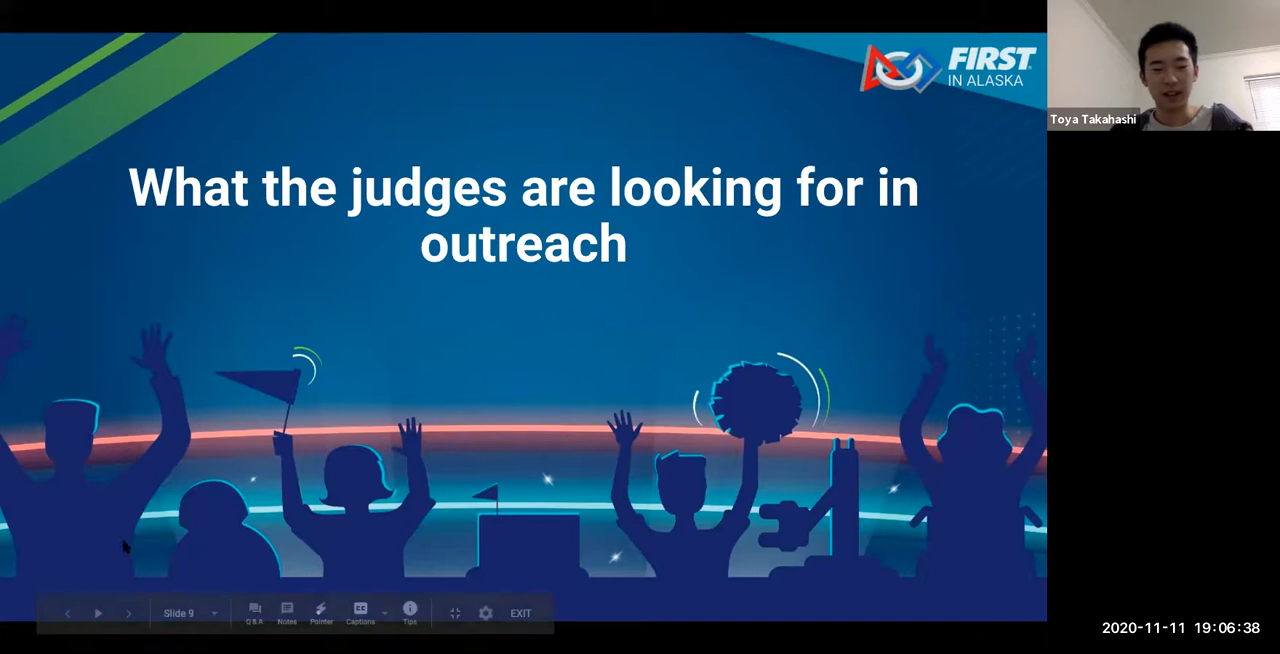 FIRST
IN ALASKA
Toya Takahashi
What the judges are looking for in
outreach
Slide 9
Q & A
Notes
Pointer
CC
Captions
Tips
EXIT
2020-11-11 19:06:38